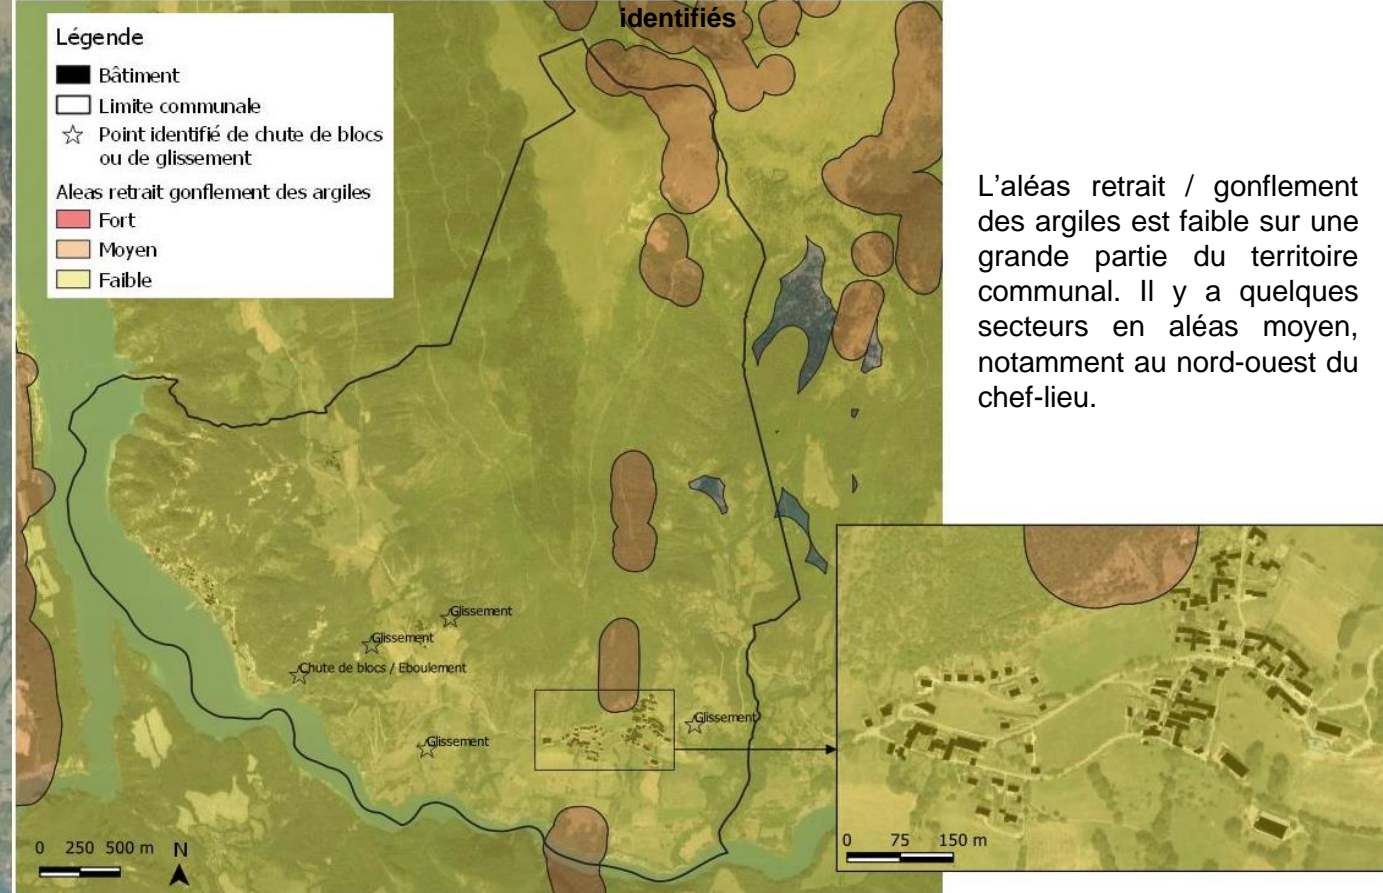 identifiés
Légende
Bâtiment
Limite communale
Point identifié de chute de blocs
ou de glissement
Aleas retrait gonflement des argiles
Fort
Moyen
Faible
L'aléas retrait / gonflement
des argiles est faible sur une
grande partie du territoire
communal. Il y a quelques
secteurs en aléas moyen,
notamment au nord-ouest du
chef-lieu.
Glissement
Glissement
Chute de blocs / Eboulement
Glissement
Glissement
0 250 500 m N
0 75 150 m